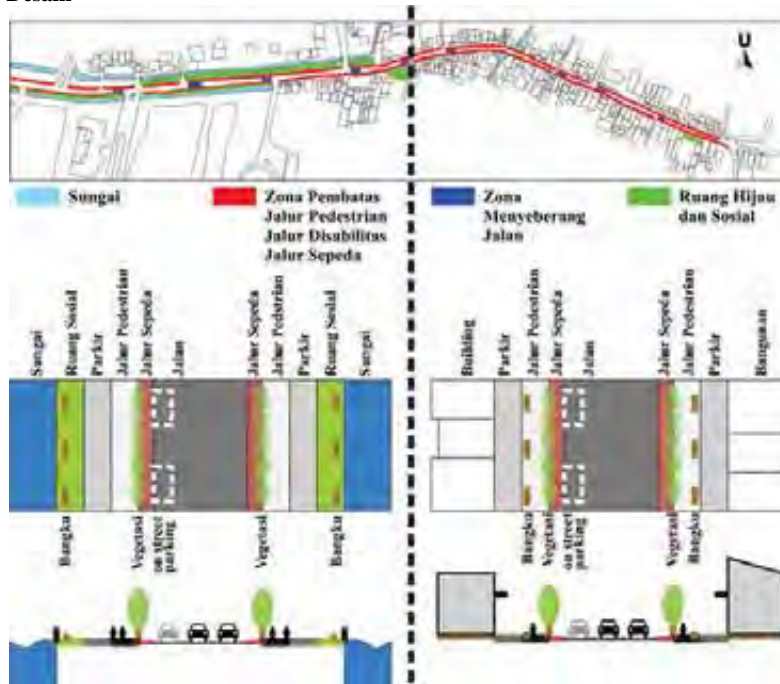 U
Sungai
Zona Pembatas
Jalur Pedestrian
Jalur Disabilitas
Jalur Sepeda
Zona
Menyeberang
Jalan
Ruang Hijau
dan Sosial
Sungai
Ruang Sosial
Parkir
Jalur Pedestrian
Jalur Sepeda
Jalan
Jalur Sepeda
Jalur Pedestrian
Parkir
Ruang Sosial
Sungai
Building
Parkir
Jalur Pedestrian
Jalur Sepeda
Jalan
Jalur Sepeda
Jalur Pedestrian
Parkir
Bangunan
Bangku
Vegetasi
on street
parking
Vegetasi
Bangku
Bangku
Vegetasi
on street
parking
Vegetasi
Bangku